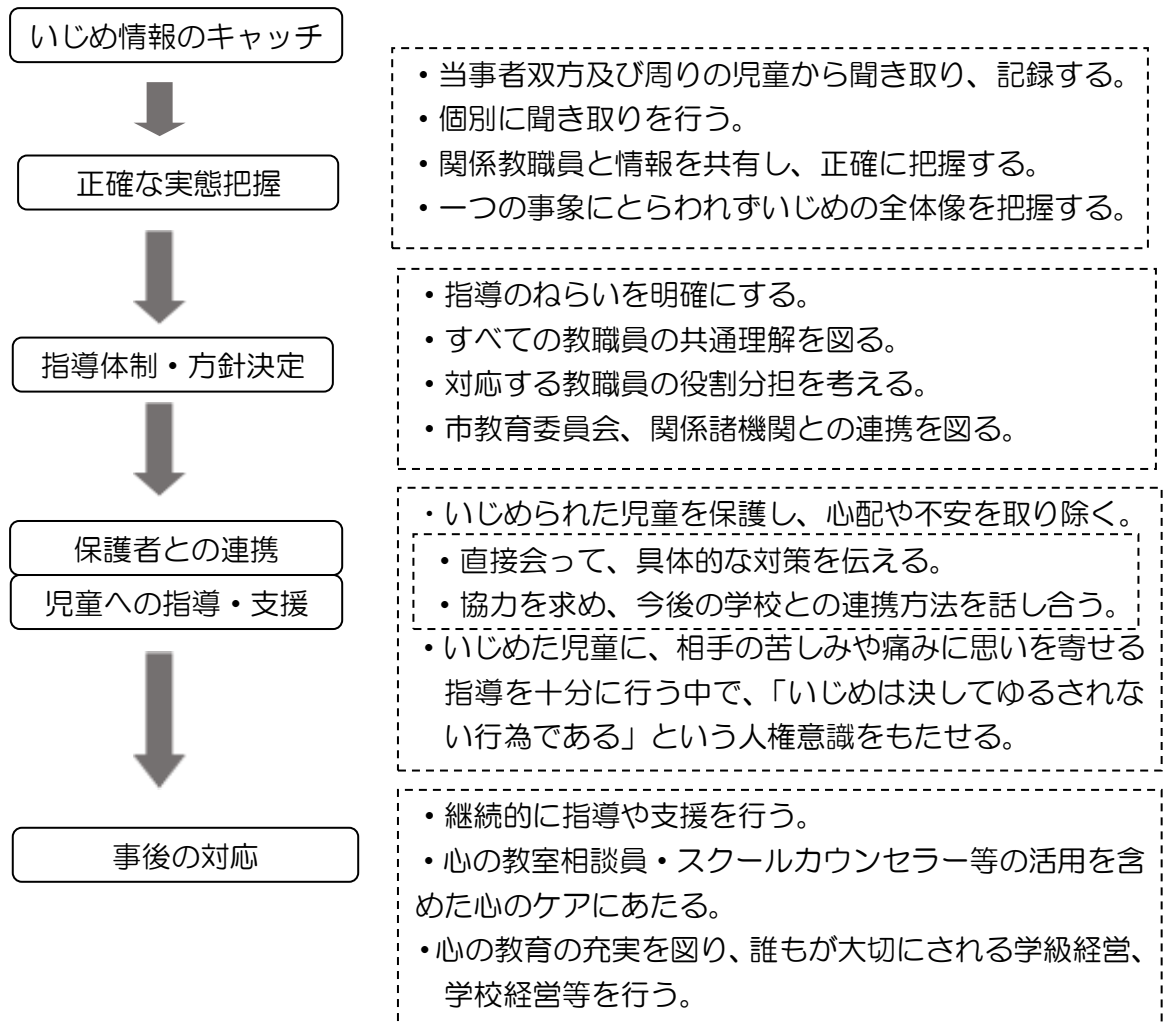 いじめ情報のキャッチ
・当事者双方及び周りの児童から聞き取り、記録する。
・個別に聞き取りを行う。
・関係教職員と情報を共有し、正確に把握する。
・一つの事象にとらわれずいじめの全体像を把握する。
正確な実態把握
・指導のねらいを明確にする。
・すべての教職員の共通理解を図る。
・対応する教職員の役割分担を考える。
・市教育委員会、関係諸機関との連携を図る。
指導体制・方針決定
・いじめられた児童を保護し、心配や不安を取り除く。
・直接会って、具体的な対策を伝える。
・協力を求め、今後の学校との連携方法を話し合う。
・いじめた児童に、相手の苦しみや痛みに思いを寄せる
指導を十分に行う中で、「いじめは決してゆるされな
い行為である」という人権意識をもたせる。
保護者との連携
児童への指導・支援
・継続的に指導や支援を行う。
・心の教室相談員・スクールカウンセラー等の活用を含
めた心のケアにあたる。
・心の教育の充実を図り、誰もが大切にされる学級経営、
学校経営等を行う。
事後の対応